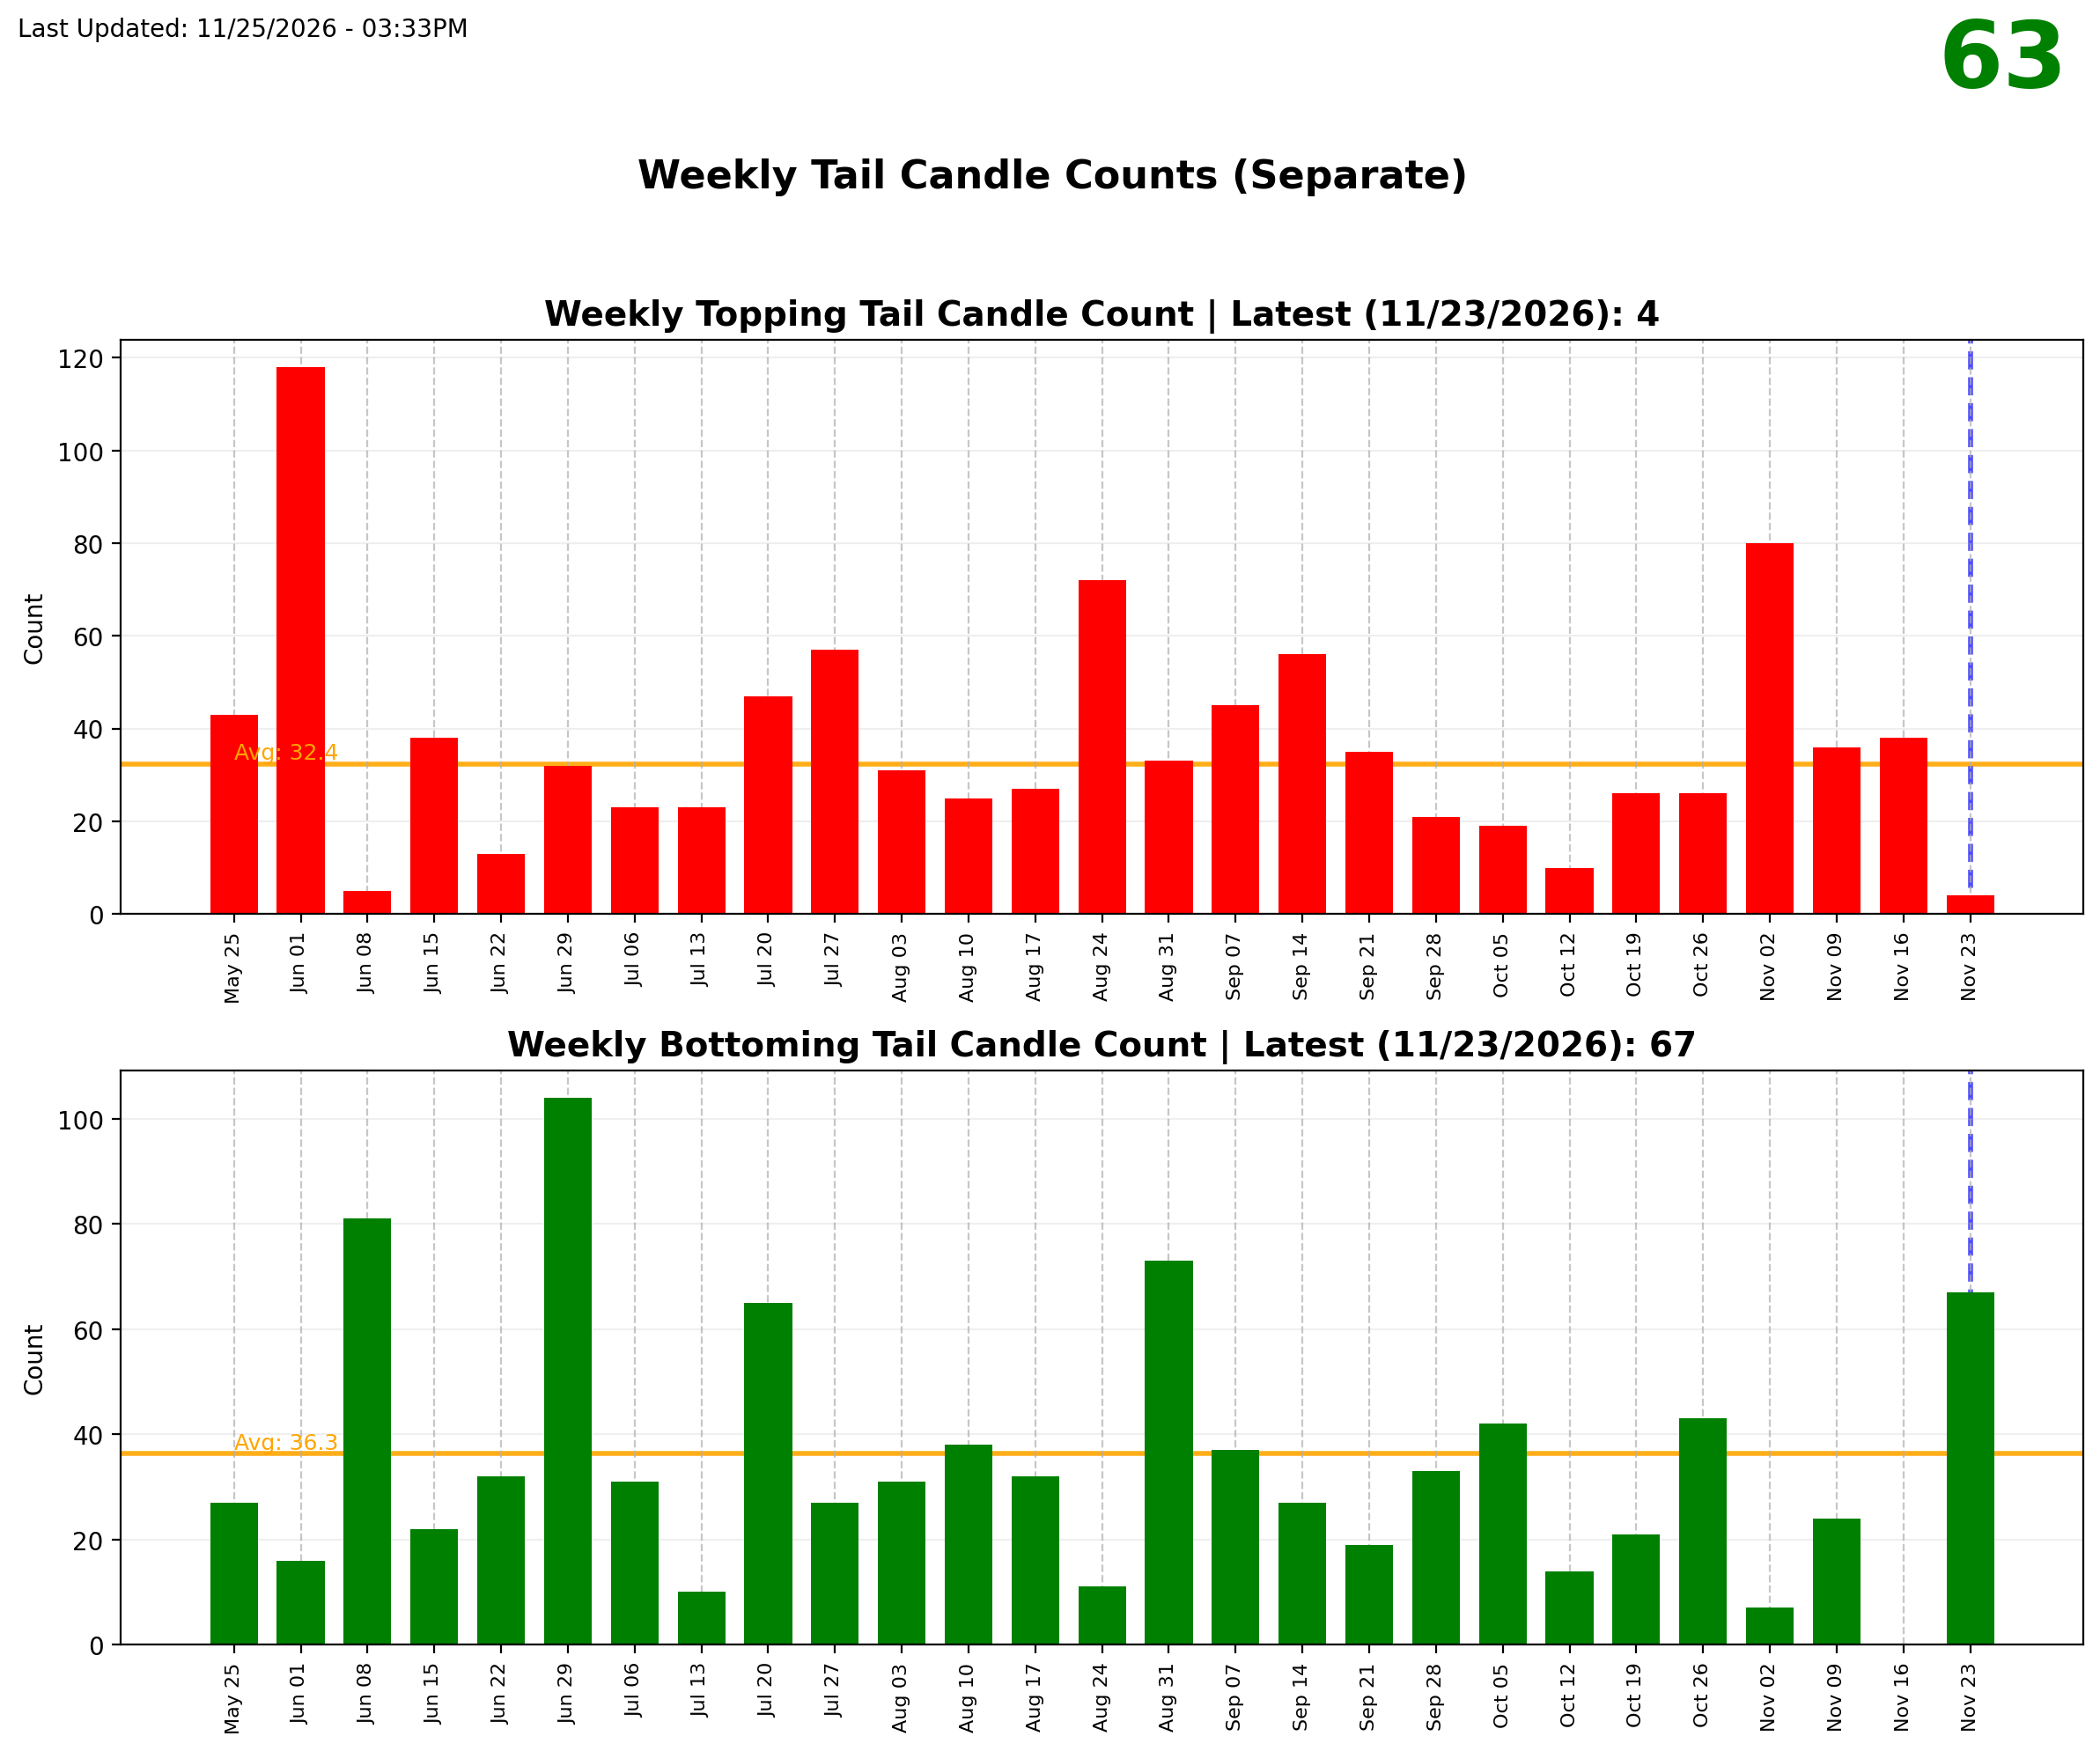 Last Updated: 11/25/2026 - 03:33PM
63
Weekly Tail Candle Counts (Separate)
Weekly Topping Tail Candle Count | Latest (11/23/2026): 4
120
100
80
60
40
20
0
Count
Avg: 32.4
May 25
Jun 01
Jun 08
Jun 15
Jun 22
Jun 29
Jul 06
Jul 13
Jul 20
Jul 27
Aug 03
Aug 10
Aug 17
Aug 24
Aug 31
Sep 07
Sep 14
Sep 21
Sep 28
Oct 05
Oct 12
Oct 19
Oct 26
Nov 02
Nov 09
Nov 16
Nov 23
Weekly Bottoming Tail Candle Count | Latest (11/23/2026): 67
100
80
60
40
20
0
Count
Avg: 36.3
May 25
Jun 01
Jun 08
Jun 15
Jun 22
Jun 29
Jul 06
Jul 13
Jul 20
Jul 27
Aug 03
Aug 10
Aug 17
Aug 24
Aug 31
Sep 07
Sep 14
Sep 21
Sep 28
Oct 05
Oct 12
Oct 19
Oct 26
Nov 02
Nov 09
Nov 16
Nov 23